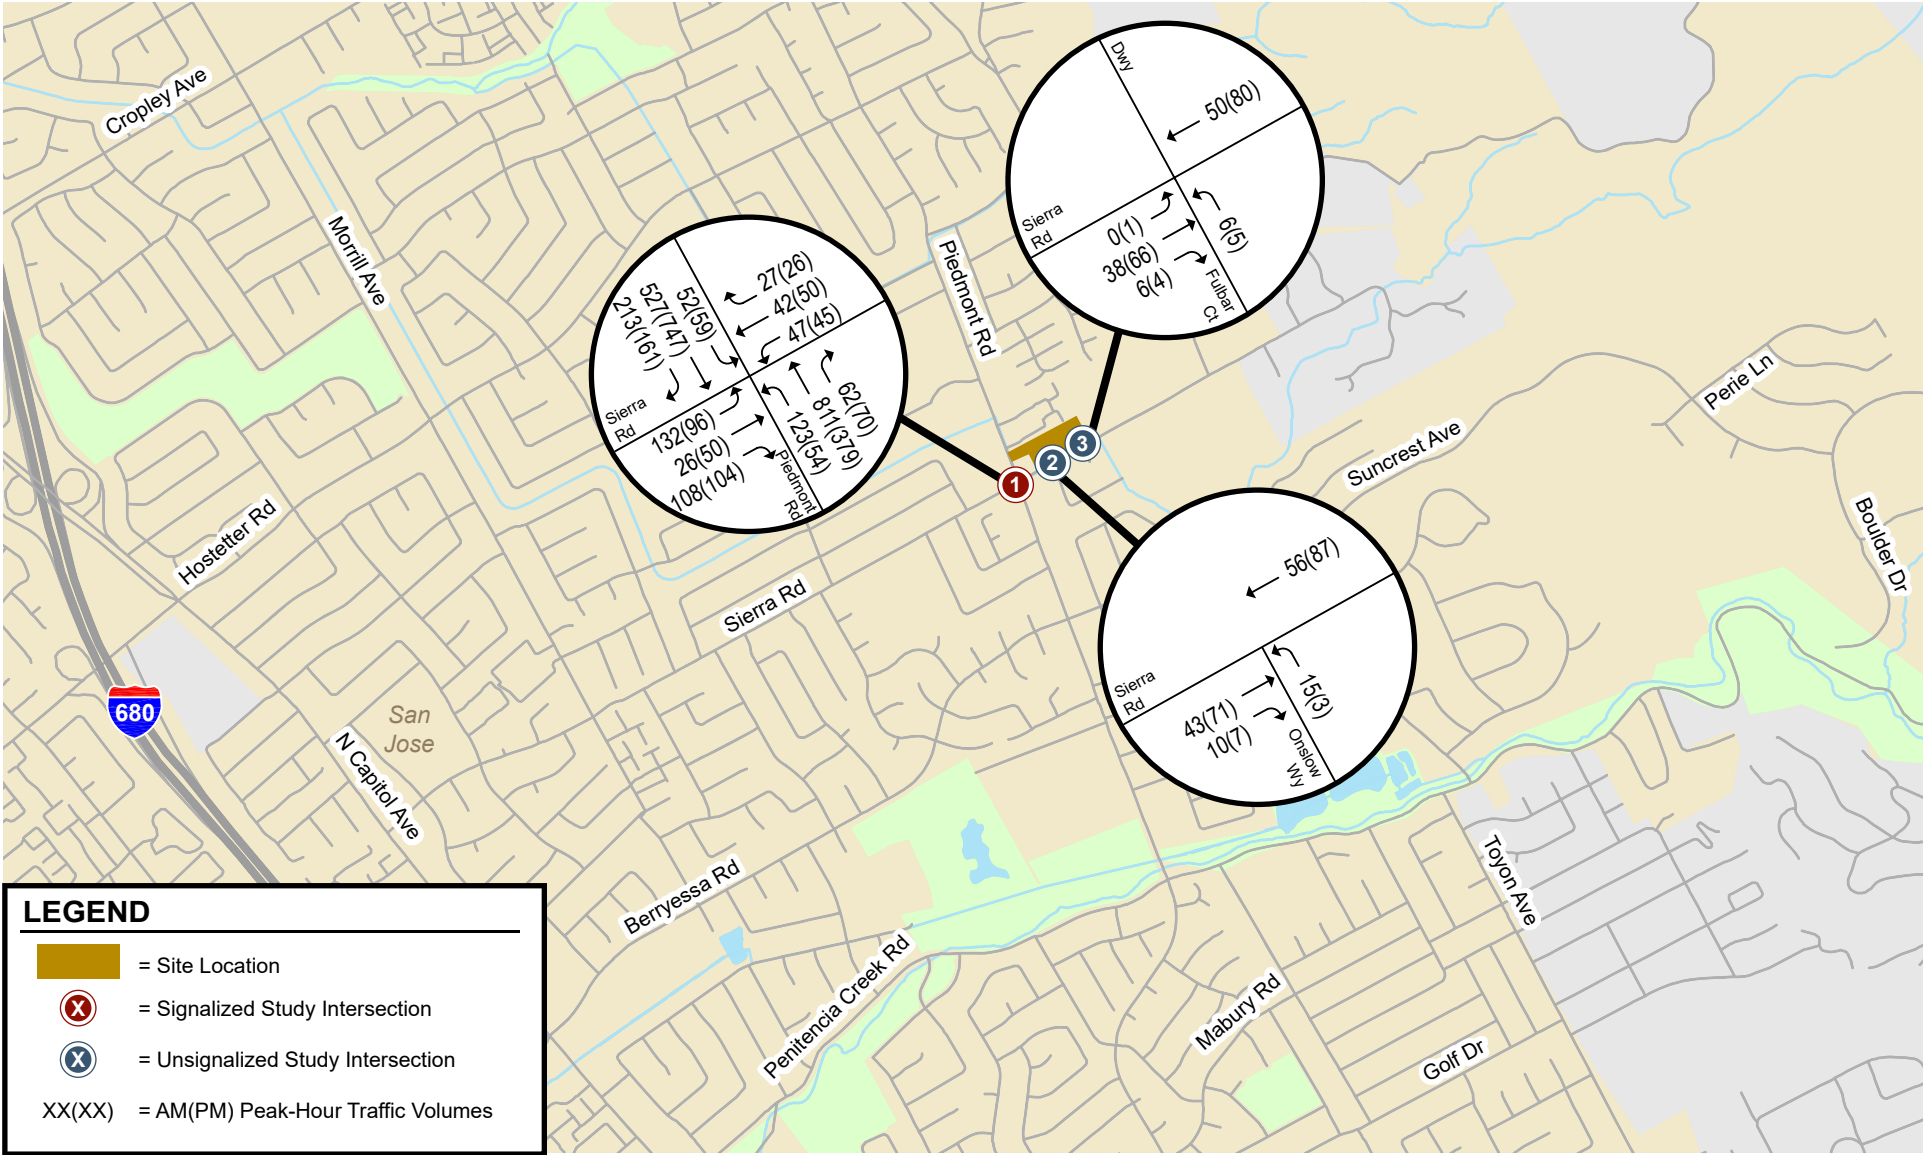 Cropley Ave
Morrill Ave
Piedmont Rd
Hostetter Rd
Sierra Rd
N Capitol Ave
San
Jose
680
Berryessa Rd
Penitencia Creek Rd
Mabury Rd
Golf Dr
Toyon Ave
Suncrest Ave
Perie Ln
Boulder Dr
1
2
3
213(161)
527(747)
52(59)
27(26)
42(50)
47(45)
Sierra
Rd
132(96)
26(50)
108(104)
123(54)
811(379)
62(70)
Piedmont
Rd
Dwy
50(80)
Sierra
Rd
0(1)
38(66)
6(4)
6(5)
Fulbar
Ct
56(87)
Sierra
Rd
43(71)
10(7)
15(3)
Onslow
Wy
LEGEND
= Site Location
X = Signalized Study Intersection
X = Unsignalized Study Intersection
XX(XX) = AM(PM) Peak-Hour Traffic Volumes